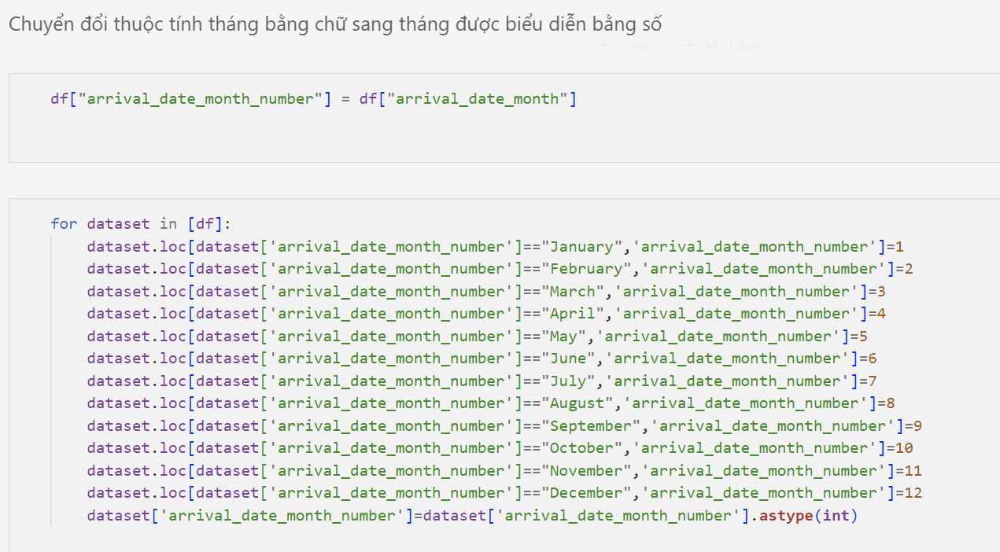 Chuyển đổi thuộc tính tháng bằng chữ sang tháng được biểu diễn bằng số
+ Code + Markdown
df["arrival_date_month_number"] = df["arrival_date_month"]
for dataset in [df]:
    dataset.loc[dataset['arrival_date_month_number']=="January",'arrival_date_month_number']=1
    dataset.loc[dataset['arrival_date_month_number']=="February",'arrival_date_month_number']=2
    dataset.loc[dataset['arrival_date_month_number']=="March",'arrival_date_month_number']=3
    dataset.loc[dataset['arrival_date_month_number']=="April",'arrival_date_month_number']=4
    dataset.loc[dataset['arrival_date_month_number']=="May",'arrival_date_month_number']=5
    dataset.loc[dataset['arrival_date_month_number']=="June",'arrival_date_month_number']=6
    dataset.loc[dataset['arrival_date_month_number']=="July",'arrival_date_month_number']=7
    dataset.loc[dataset['arrival_date_month_number']=="August",'arrival_date_month_number']=8
    dataset.loc[dataset['arrival_date_month_number']=="September",'arrival_date_month_number']=9
    dataset.loc[dataset['arrival_date_month_number']=="October",'arrival_date_month_number']=10
    dataset.loc[dataset['arrival_date_month_number']=="November",'arrival_date_month_number']=11
    dataset.loc[dataset['arrival_date_month_number']=="December",'arrival_date_month_number']=12
    dataset['arrival_date_month_number']=dataset['arrival_date_month_number'].astype(int)